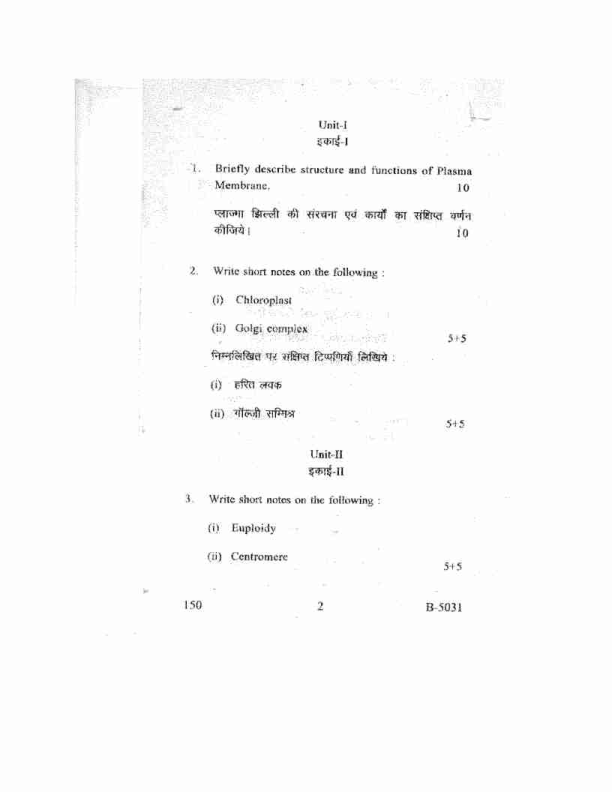 Unit-I
इकाई-I
1. Briefly describe structure and functions of Plasma
Membrane. 10
प्लाज्मा झिल्ली की संरचना एवं कार्यों का संक्षिप्त वर्णन
कीजिये। 10
2. Write short notes on the following :
(i) Chloroplast
(ii) Golgi complex
5+5
निम्नलिखित पर संक्षिप्त टिप्पणियाँ लिखिये :
(i) हरित लवक
(ii) गॉल्जी सम्मिश्र
5+5
Unit-II
इकाई-II
3. Write short notes on the following :
(i) Euploidy
(ii) Centromere
5+5
150 2 B-5031